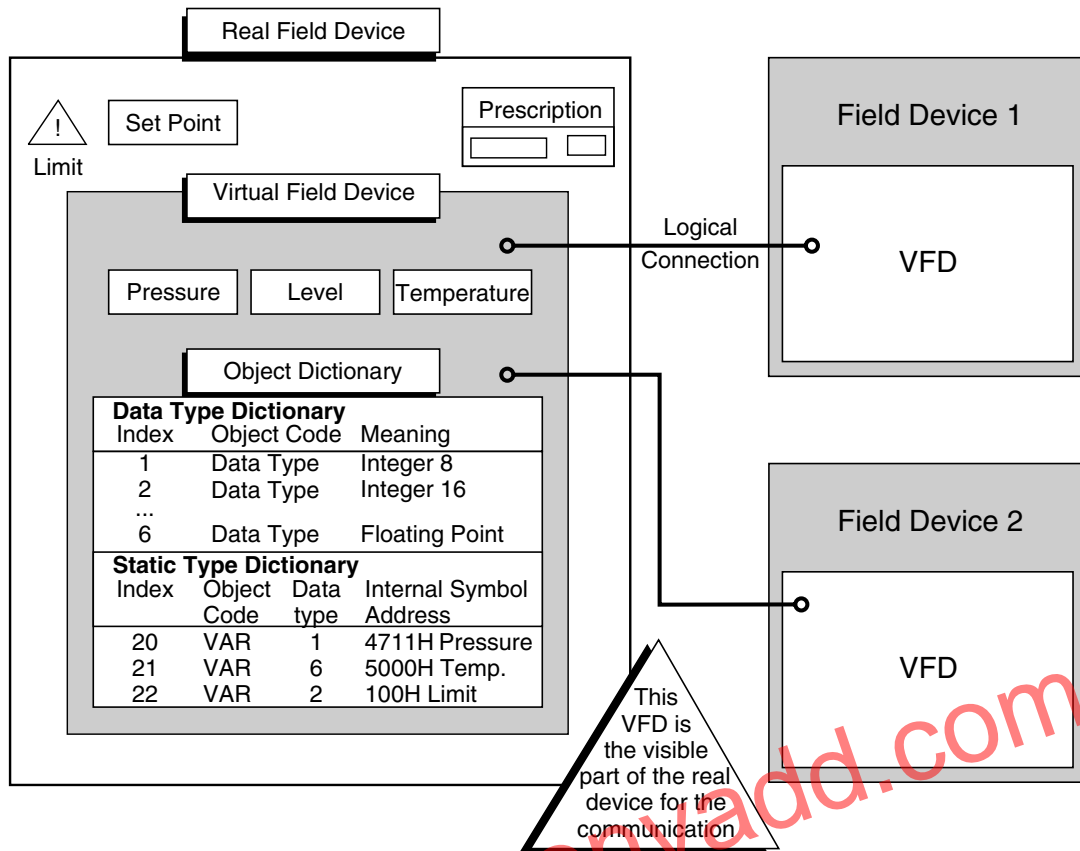 Real Field Device
!
Limit
Set Point
Prescription
Virtual Field Device
Pressure
Level
Temperature
Object Dictionary
Data Type Dictionary
Index Object Code Meaning
1 Data Type Integer 8
2 Data Type Integer 16
...
6 Data Type Floating Point
Static Type Dictionary
Index Object Data Internal Symbol
Code type Address
20 VAR 1 4711H Pressure
21 VAR 6 5000H Temp.
22 VAR 2 100H Limit
Logical
Connection
Field Device 1
VFD
Field Device 2
VFD
This
VFD is
the visible
part of the real
device for the
communication